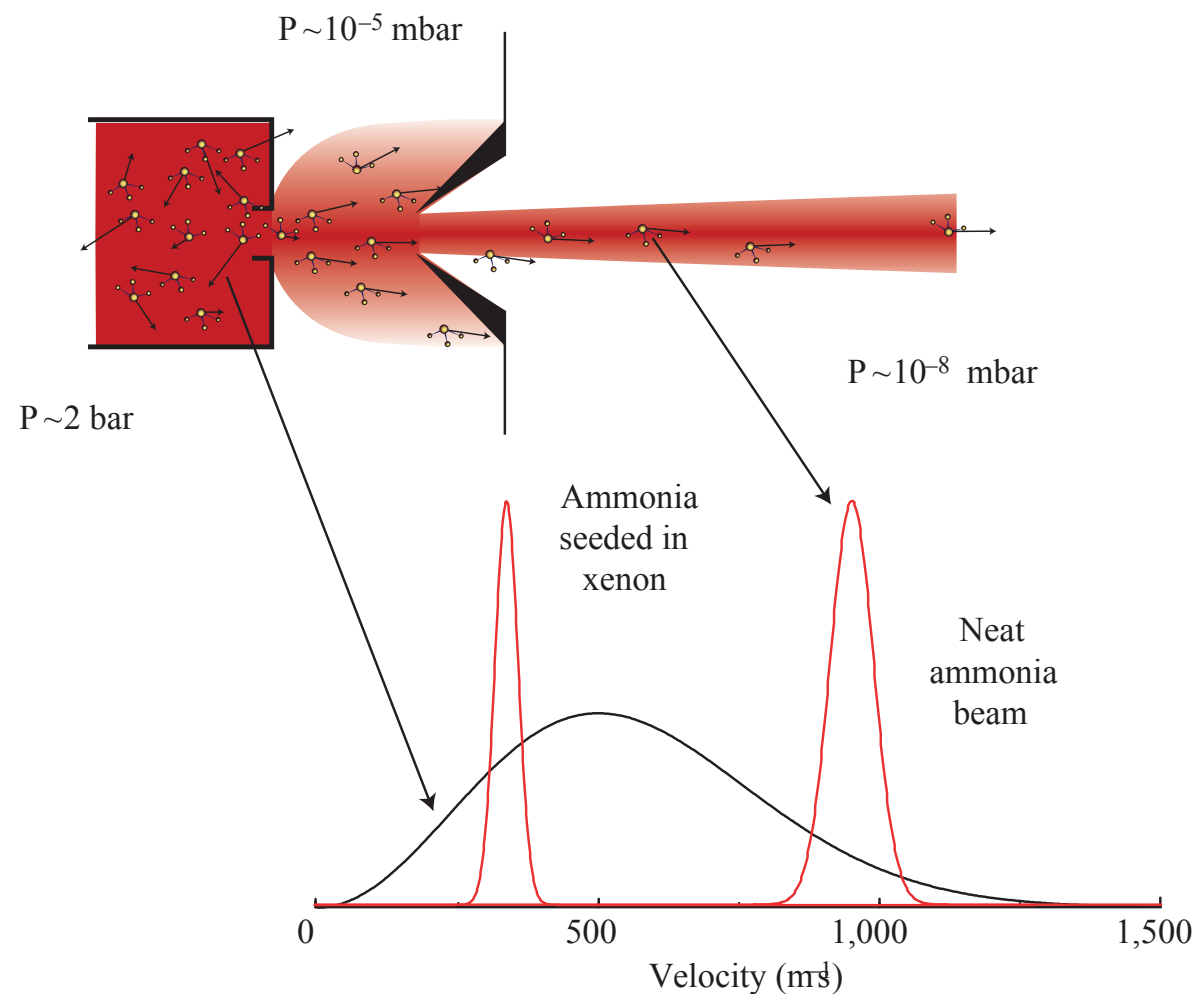 P ~10⁻⁵ mbar
P ~10⁻⁸ mbar
P ~2 bar
Ammonia
seeded in
xenon
Neat
ammonia
beam
0 500 1,000 1,500
Velocity (ms⁻¹)